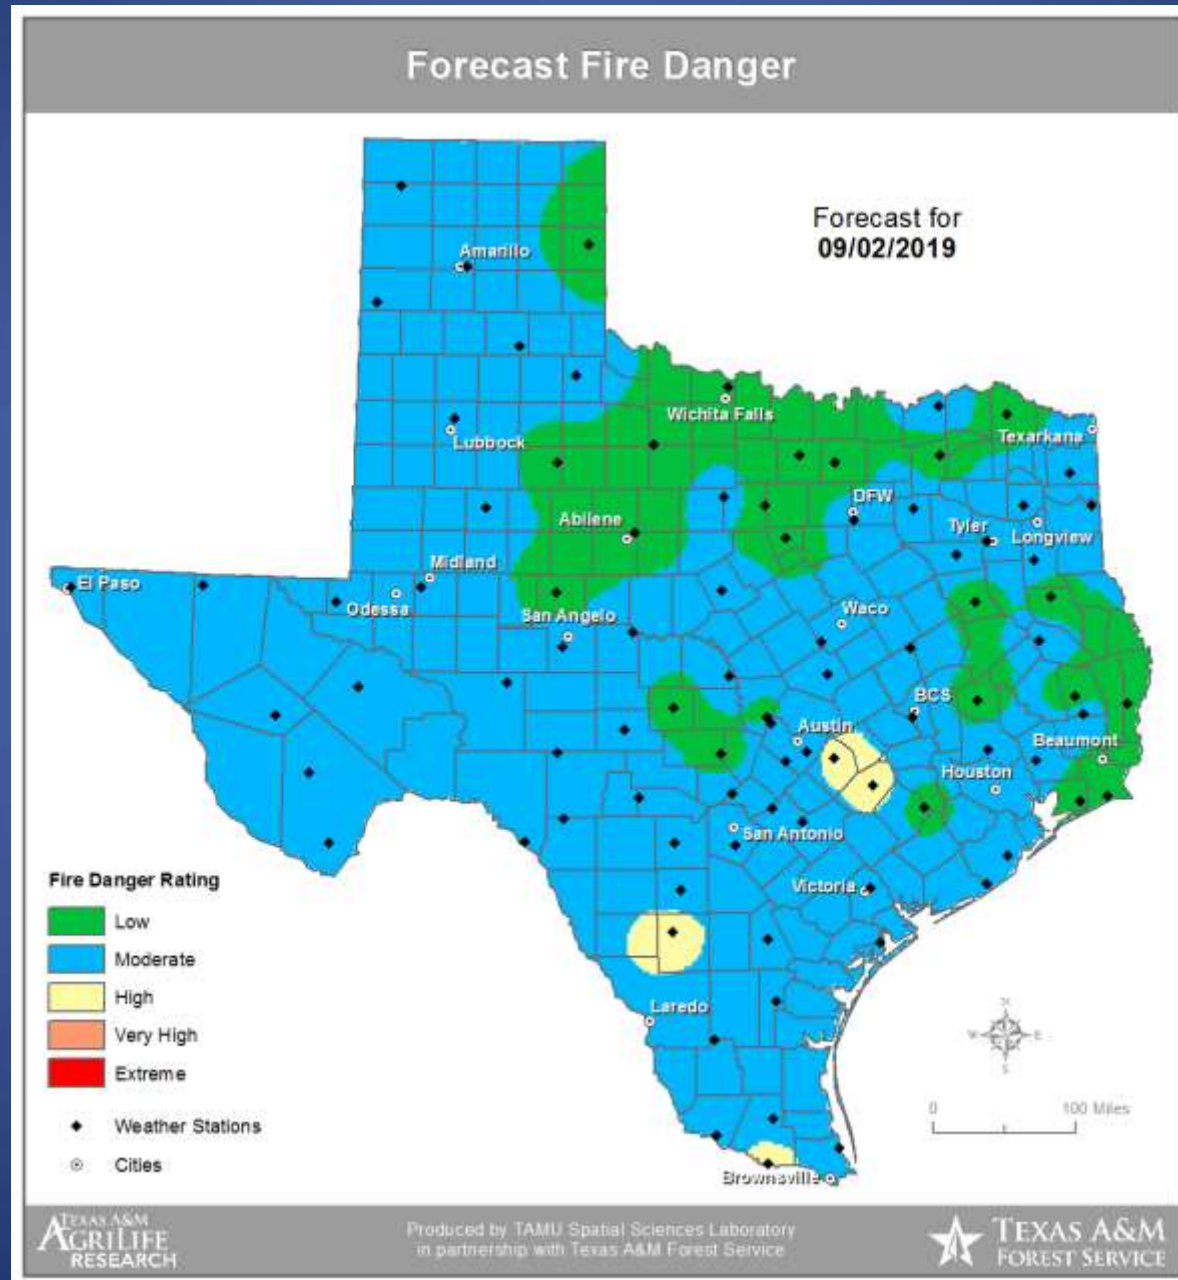 Forecast Fire Danger
Forecast for
09/02/2019
Amarillo
Wichita Falls
Texarkana
Lubbock
DFW
Abilene
Tyler
Longview
Midland
El Paso
Odessa
San Angelo
Waco
BCS
Austin
Beaumont
Houston
San Antonio
Victoria
Laredo
Brownsville
Fire Danger Rating
Low
Moderate
High
Very High
Extreme
Weather Stations
Cities
N
W
E
S
0
100 Miles
TEXAS A&M
AGRILIFE
RESEARCH
Produced by TAMU Spatial Sciences Laboratory
in partnership with Texas A&M Forest Service
TEXAS A&M
FOREST SERVICE